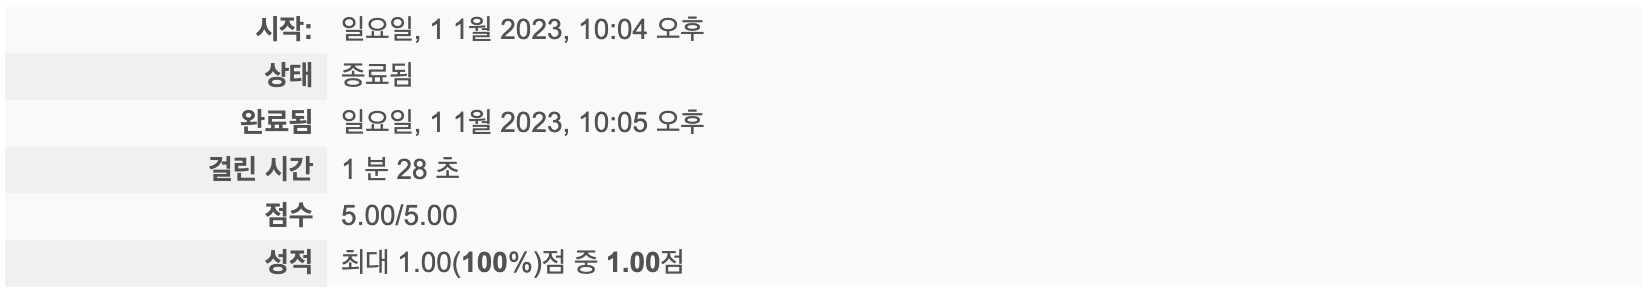 시작: 일요일, 1 1월 2023, 10:04 오후
상태 종료됨
완료됨 일요일, 1 1월 2023, 10:05 오후
걸린 시간 1 분 28 초
점수 5.00/5.00
성적 최대 1.00(100%)점 중 1.00점